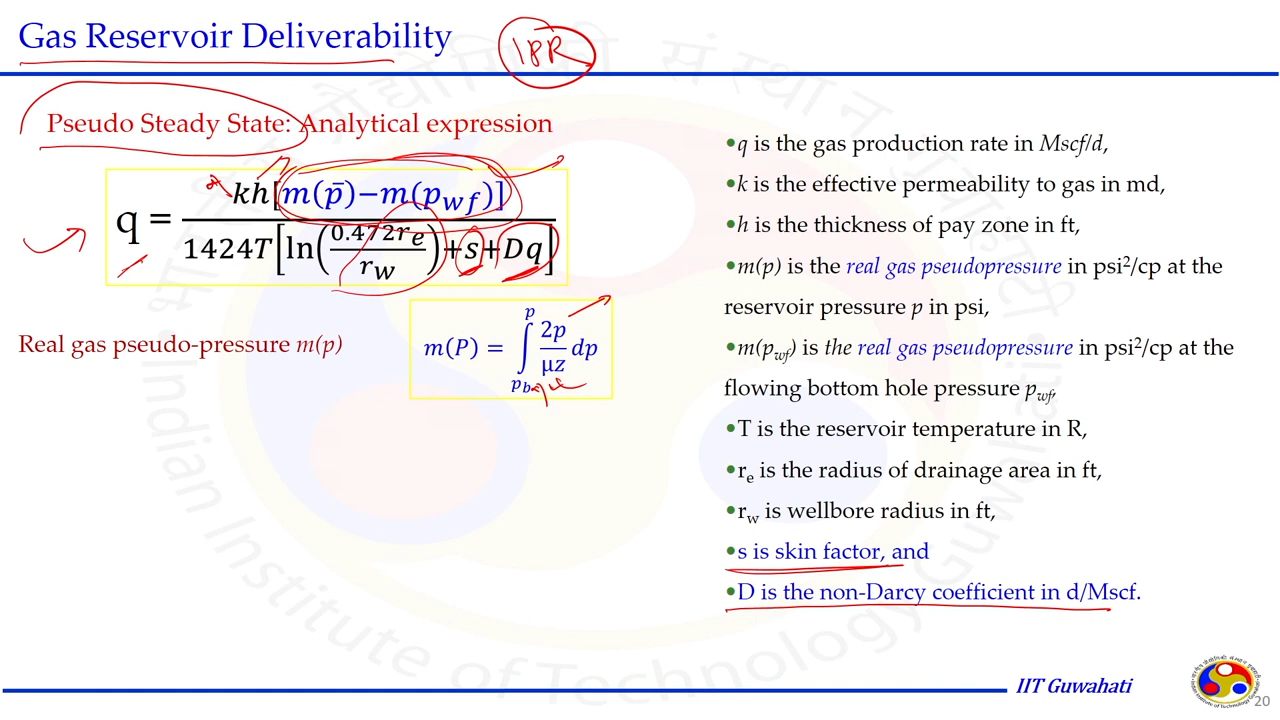 Gas Reservoir Deliverability
IPR
Pseudo Steady State: Analytical expression
q = kh[m(p̄)−m(p_wf)] / 1424T[ln(0.472r_e / r_w)+s+Dq]
Real gas pseudo-pressure m(p)
m(P) = ∫_{p_b}^{p} 2p/μz dp
•q is the gas production rate in Mscf/d,
•k is the effective permeability to gas in md,
•h is the thickness of pay zone in ft,
•m(p) is the real gas pseudopressure in psi²/cp at the
reservoir pressure p in psi,
•m(p_wf) is the real gas pseudopressure in psi²/cp at the
flowing bottom hole pressure p_wf,
•T is the reservoir temperature in R,
•r_e is the radius of drainage area in ft,
•r_w is wellbore radius in ft,
•s is skin factor, and
•D is the non-Darcy coefficient in d/Mscf.
Indian Institute of Technology Guwahati
IIT Guwahati
20